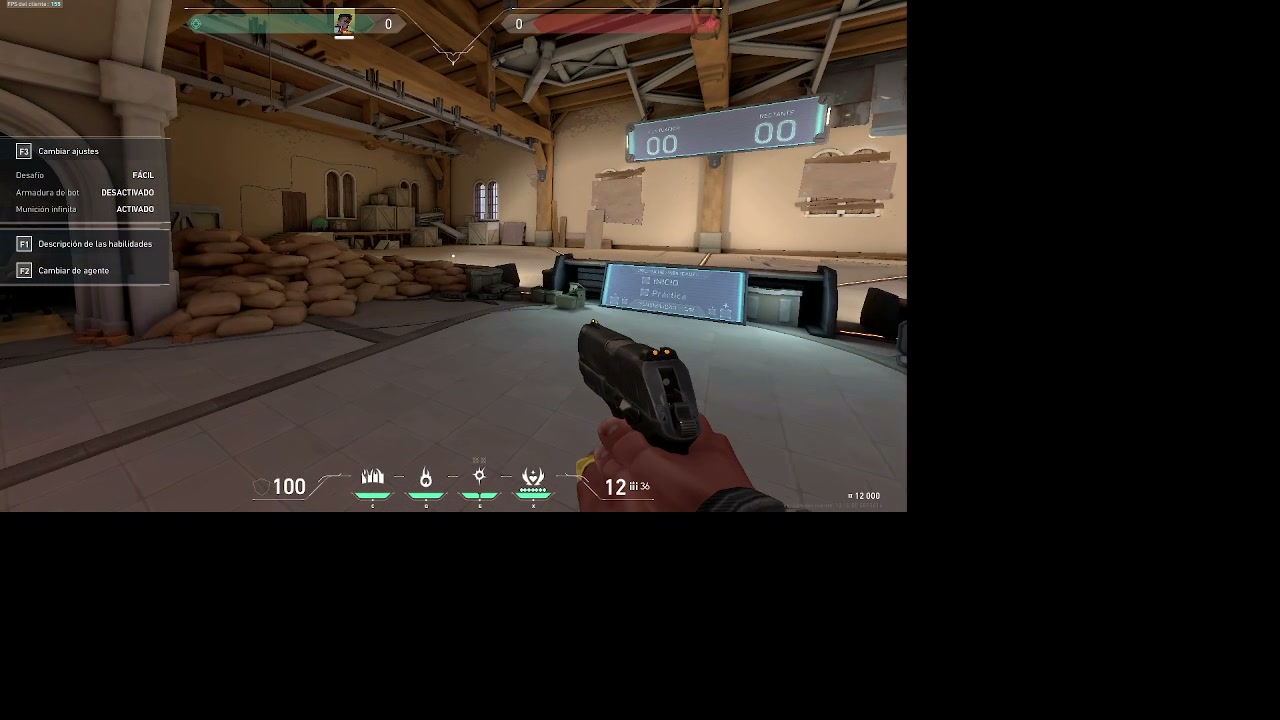 FPS del cliente: 155
0
0
F3 Cambiar ajustes
Desafío FÁCIL
Armadura de bot DESACTIVADO
Munición infinita ACTIVADO
F1 Descripción de las habilidades
F2 Cambiar de agente
RESTANTE
00
00
INICIO
Práctica
100
12 36
C
Q
E
X
¤ 12 000